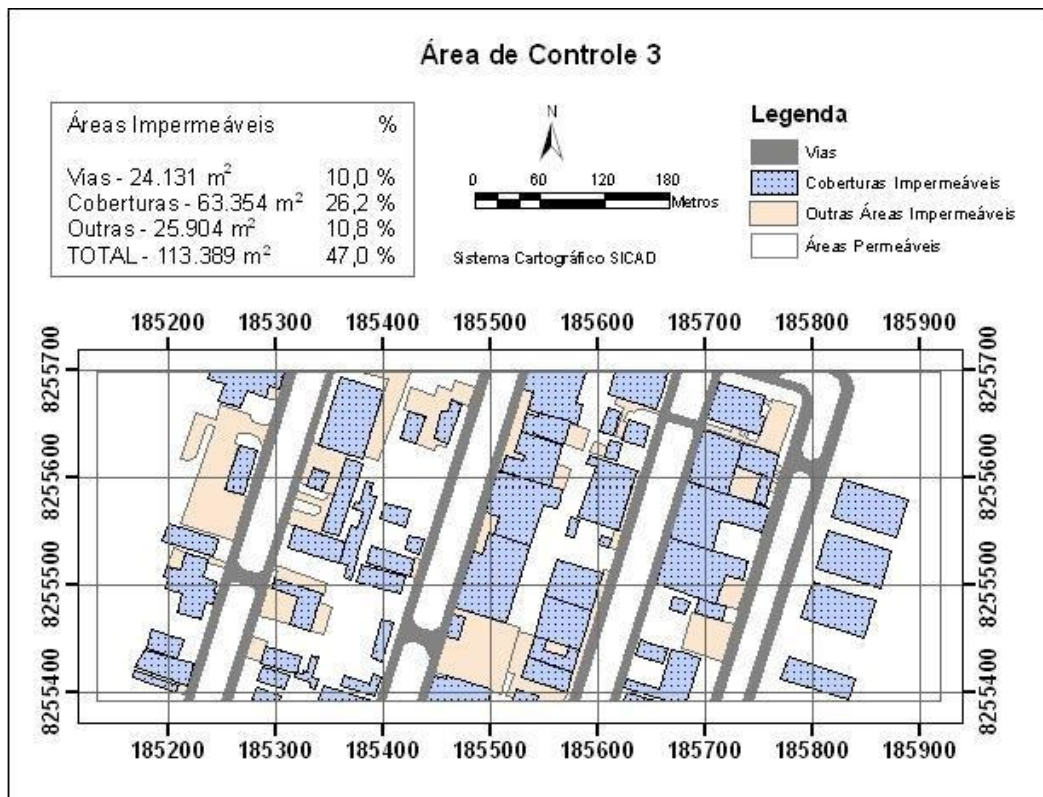 Área de Controle 3
Áreas Impermeáveis %
Vias - 24.131 m² 10,0 %
Coberturas - 63.354 m² 26,2 %
Outras - 25.904 m² 10,8 %
TOTAL - 113.389 m² 47,0 %
N
0 60 120 180
Metros
Sistema Cartográfico SICAD
Legenda
Vias
Coberturas Impermeáveis
Outras Áreas Impermeáveis
Áreas Permeáveis
185200 185300 185400 185500 185600 185700 185800 185900
8255700 8255700
8255600 8255600
8255500 8255500
8255400 8255400
185200 185300 185400 185500 185600 185700 185800 185900